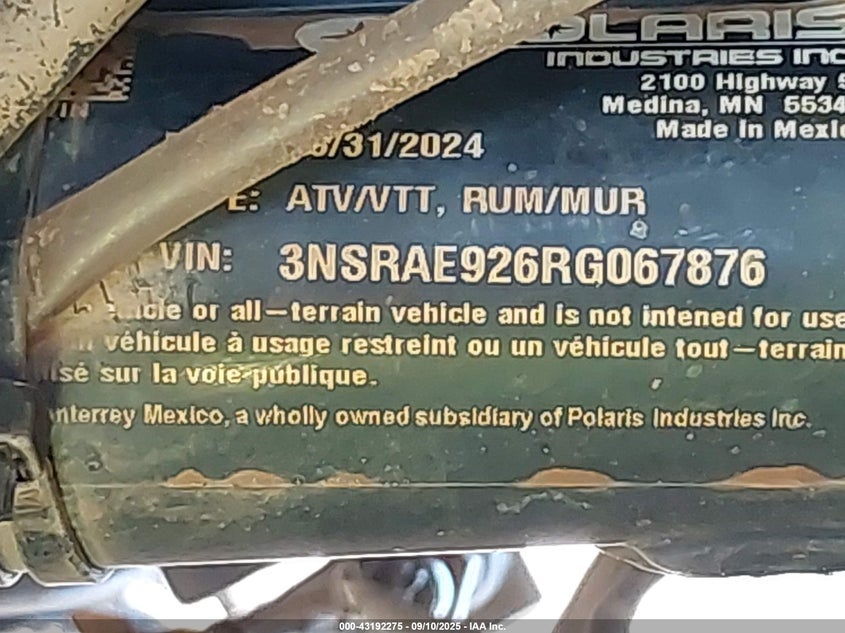 POLARIS
INDUSTRIES INC
2100 Highway
Medina, MN 5534
Made In Mexic
VIN
/31/2024
E: ATV/VTT, RUM/MUR
VIN: 3NSRAE926RG067876
icle or all-terrain vehicle and is not intened for use
véhicule à usage restreint ou un véhicule tout-terrain
isé sur la voie publique.
nterrey Mexico, a wholly owned subsidiary of Polaris Industries Inc.
000-43192275 - 09/10/2025 - IAA Inc.